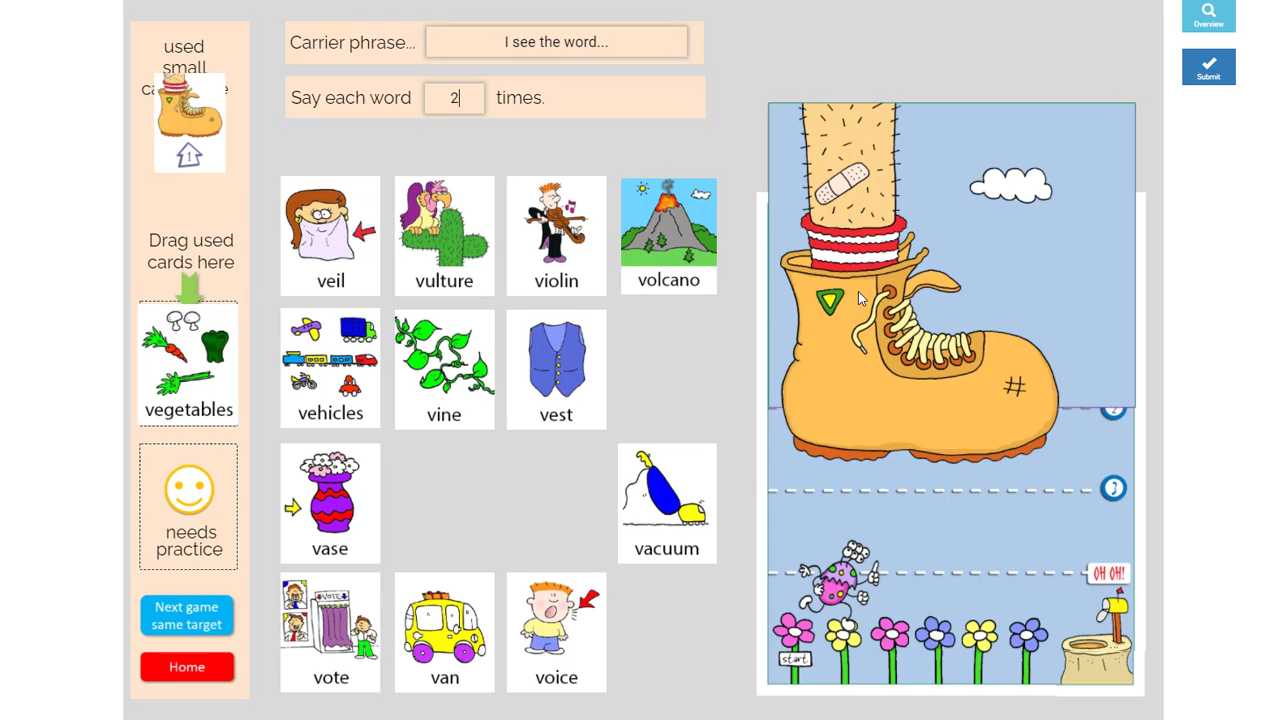 used
small
Carrier phrase...
I see the word...
Overview
Say each word
2
times.
Submit
Drag used
cards here
veil
vulture
violin
volcano
vegetables
vehicles
vine
vest
needs
practice
vase
vacuum
OH OH!
Next game
same target
VOTE
start
Home
vote
van
voice